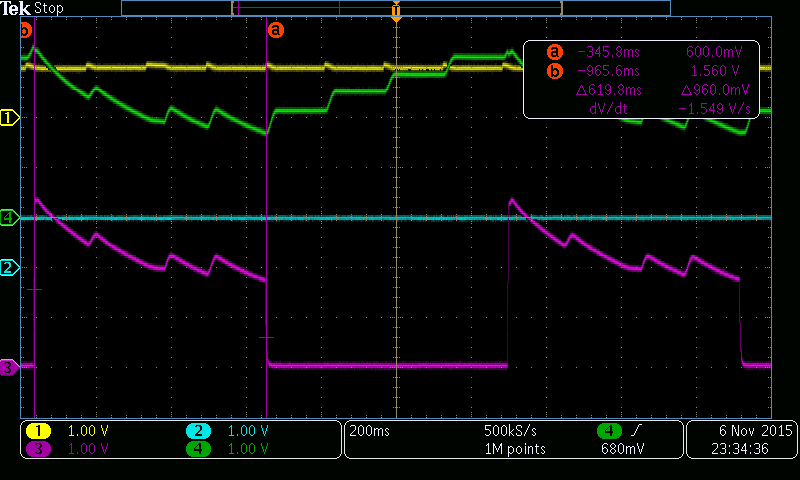 Tek Stop
T
b
a
a -345.8ms 600.0mV
b -965.6ms 1.560 V
Δ619.8ms Δ960.0mV
dV/dt -1.549 V/s
1
4
2
3
1 1.00 V 2 1.00 V
3 1.00 V 4 1.00 V
200ms 500kS/s
1M points
4 680mV
6 Nov 2015
23:34:36